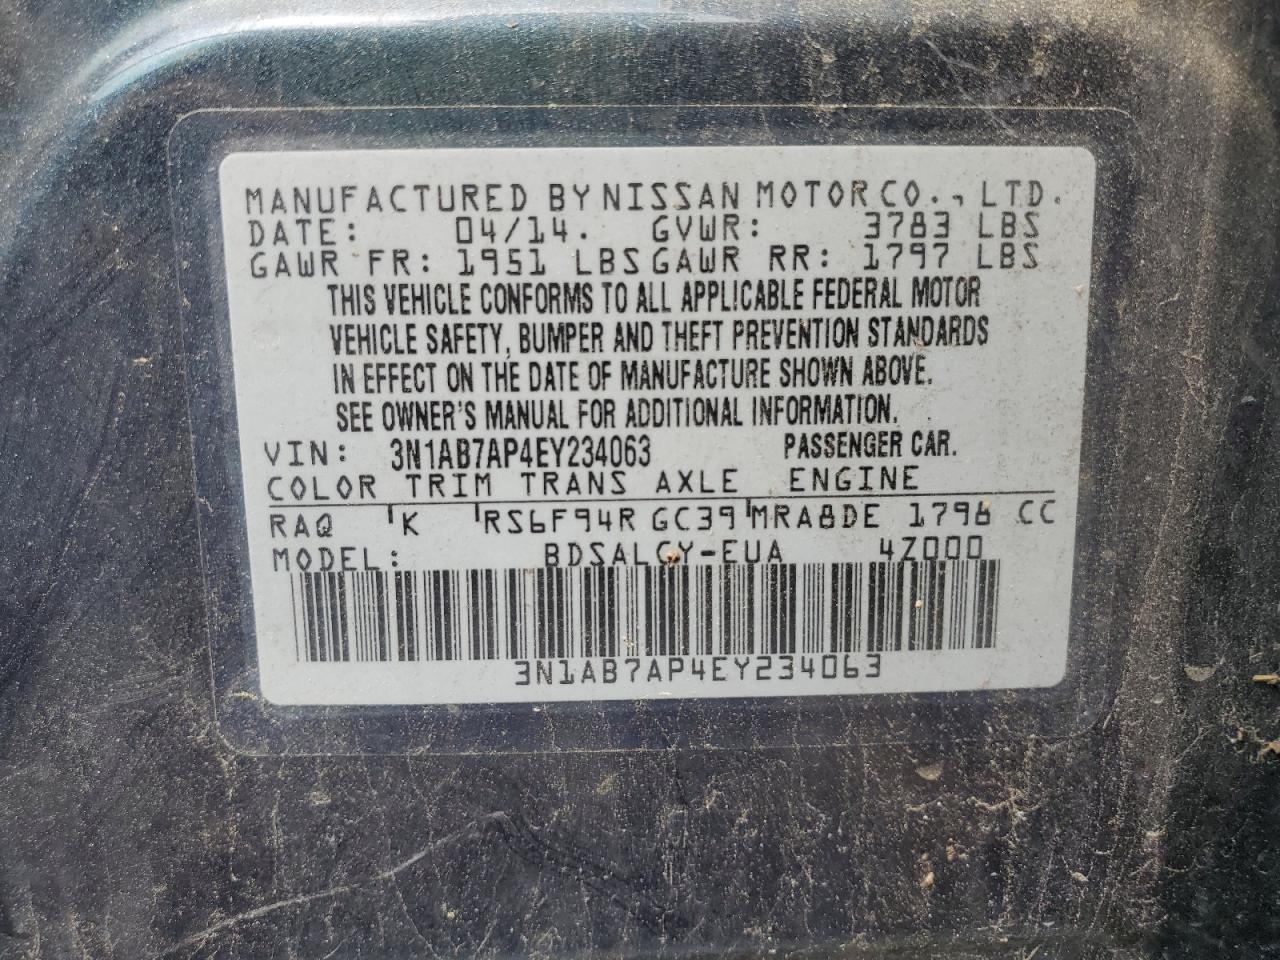 MANUFACTURED BY NISSAN MOTOR CO., LTD.
DATE: 04/14. GVWR: 3783 LBS
GAWR FR: 1951 LBS GAWR RR: 1797 LBS
THIS VEHICLE CONFORMS TO ALL APPLICABLE FEDERAL MOTOR
VEHICLE SAFETY, BUMPER AND THEFT PREVENTION STANDARDS
IN EFFECT ON THE DATE OF MANUFACTURE SHOWN ABOVE.
SEE OWNER'S MANUAL FOR ADDITIONAL INFORMATION.
VIN: 3N1AB7AP4EY234063 PASSENGER CAR.
COLOR TRIM TRANS AXLE ENGINE
RAQ K RS6F94R GC39 MRA8DE 1798 CC
MODEL: BDSALCY-EUA 4Z000
3N1AB7AP4EY234063